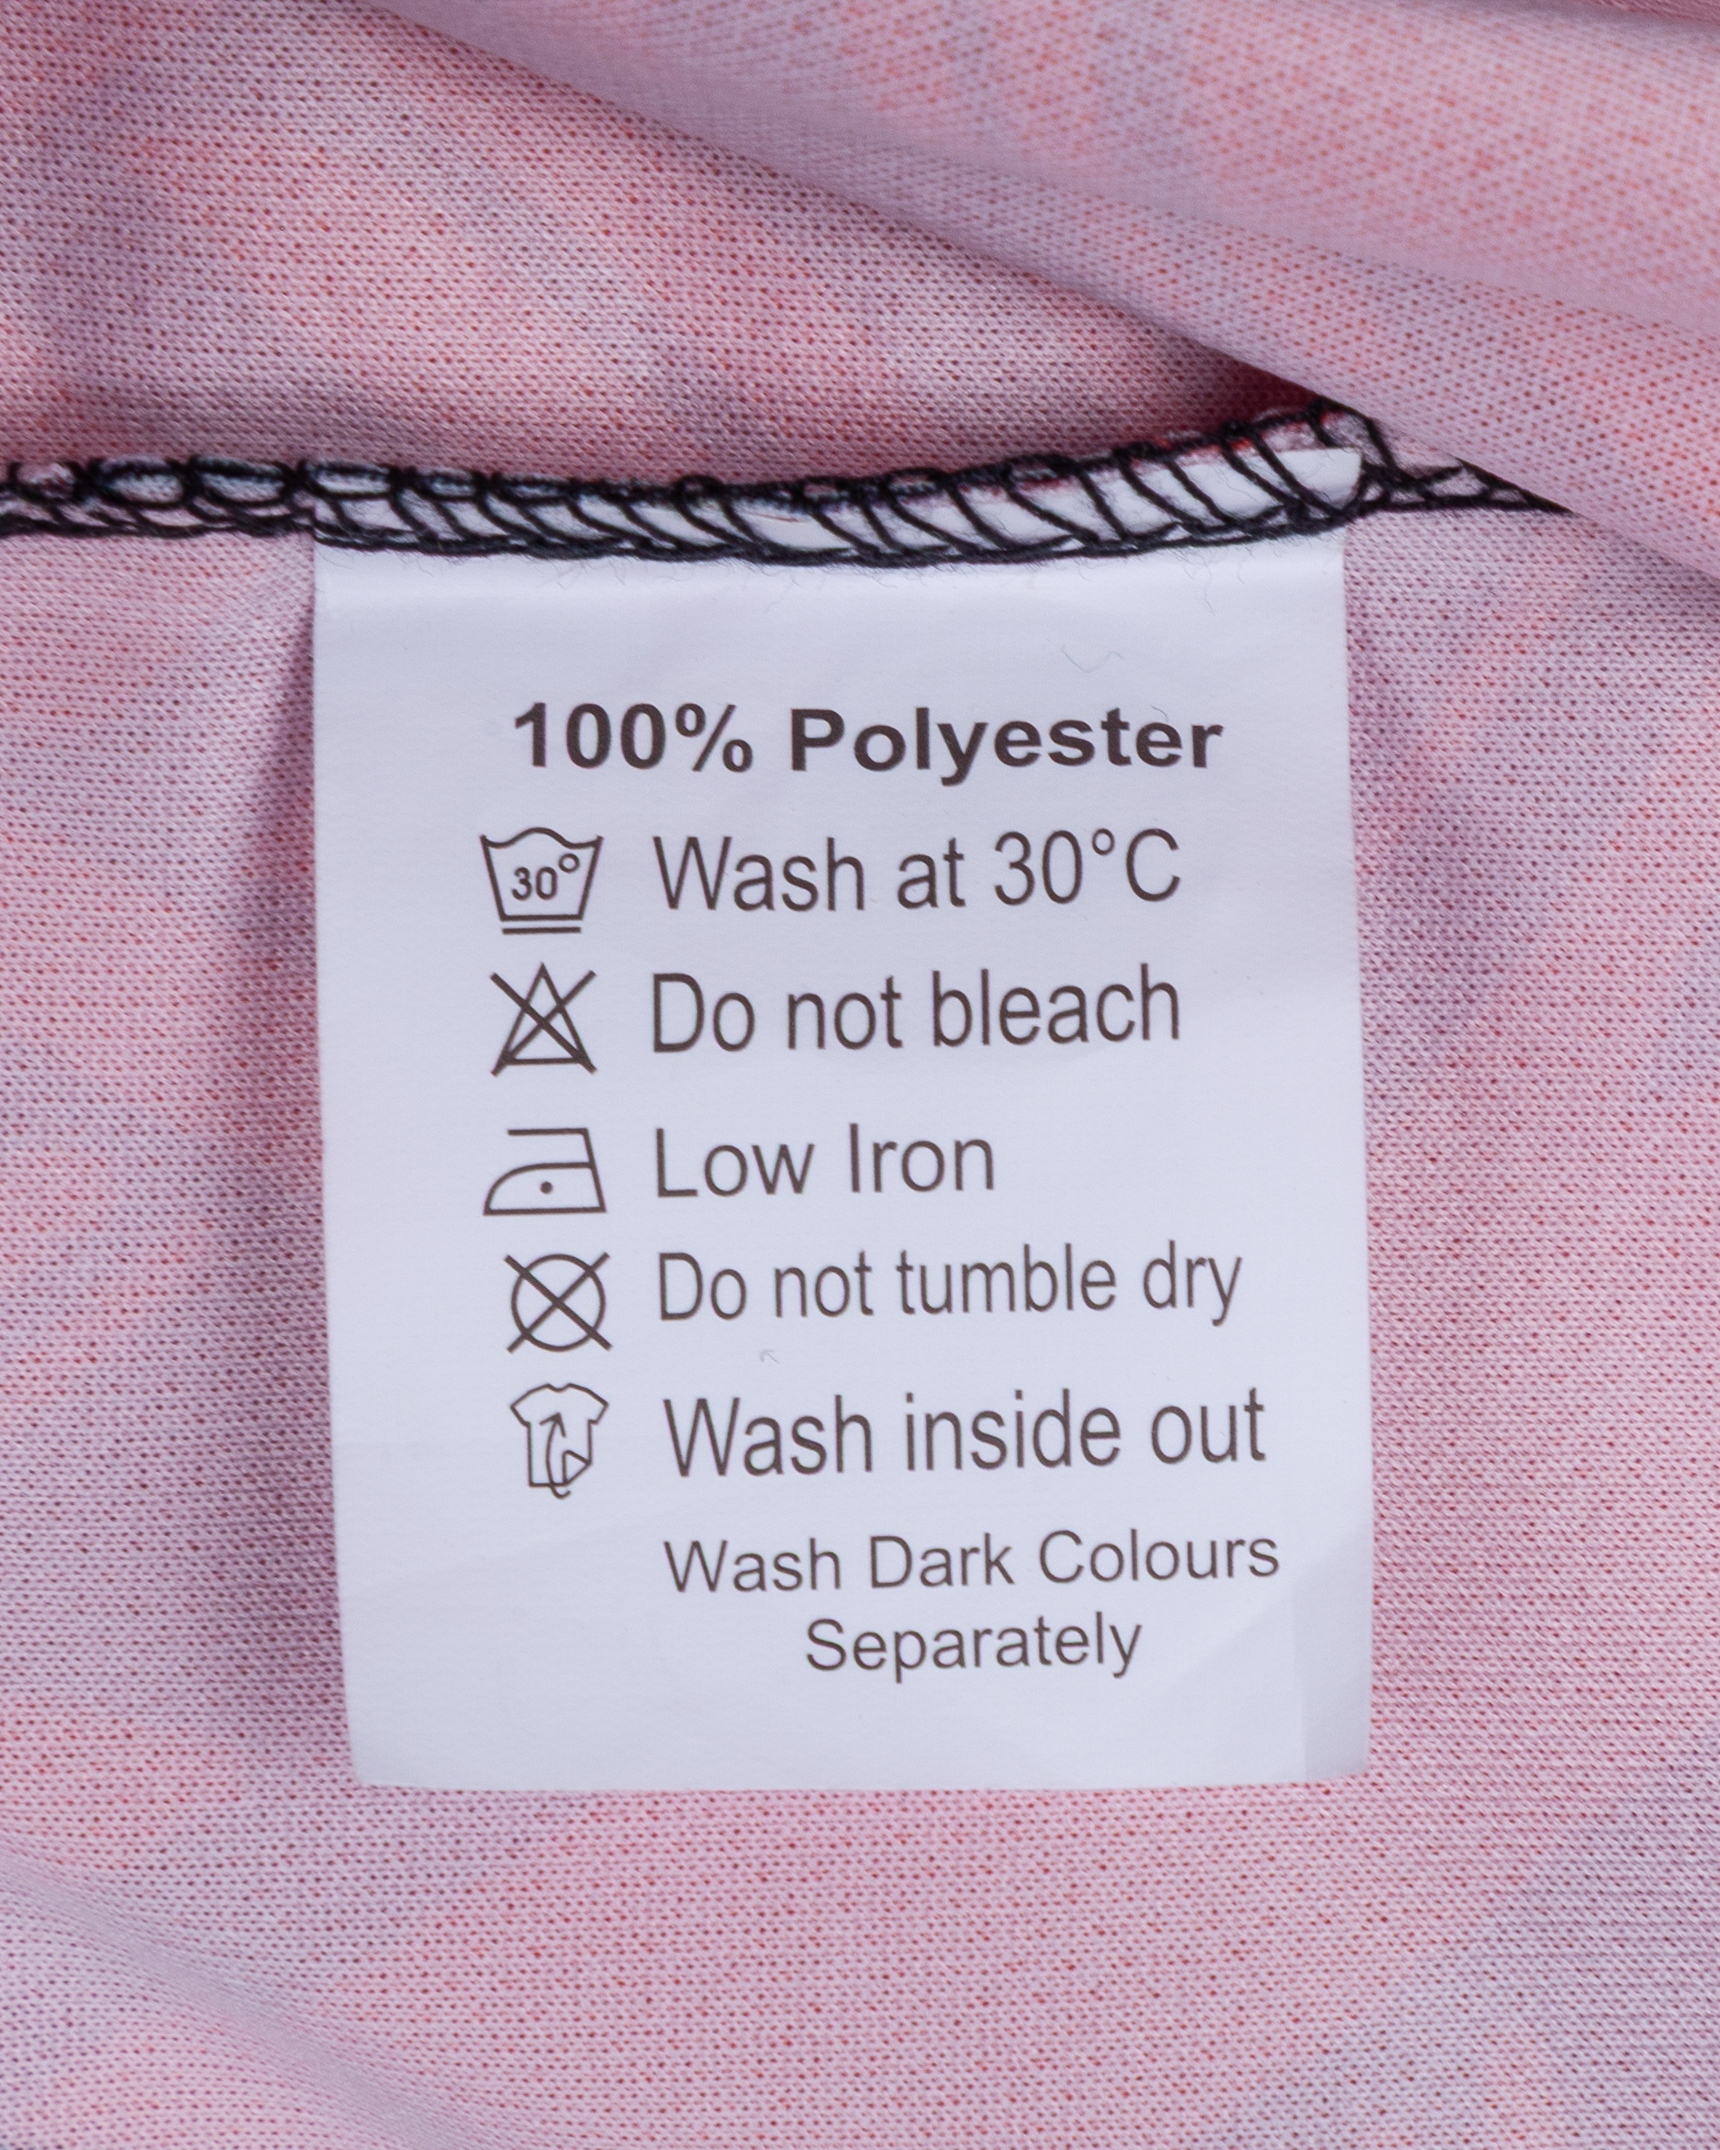 100% Polyester
30° Wash at 30°C
Do not bleach
Low Iron
Do not tumble dry
Wash inside out
Wash Dark Colours
Separately